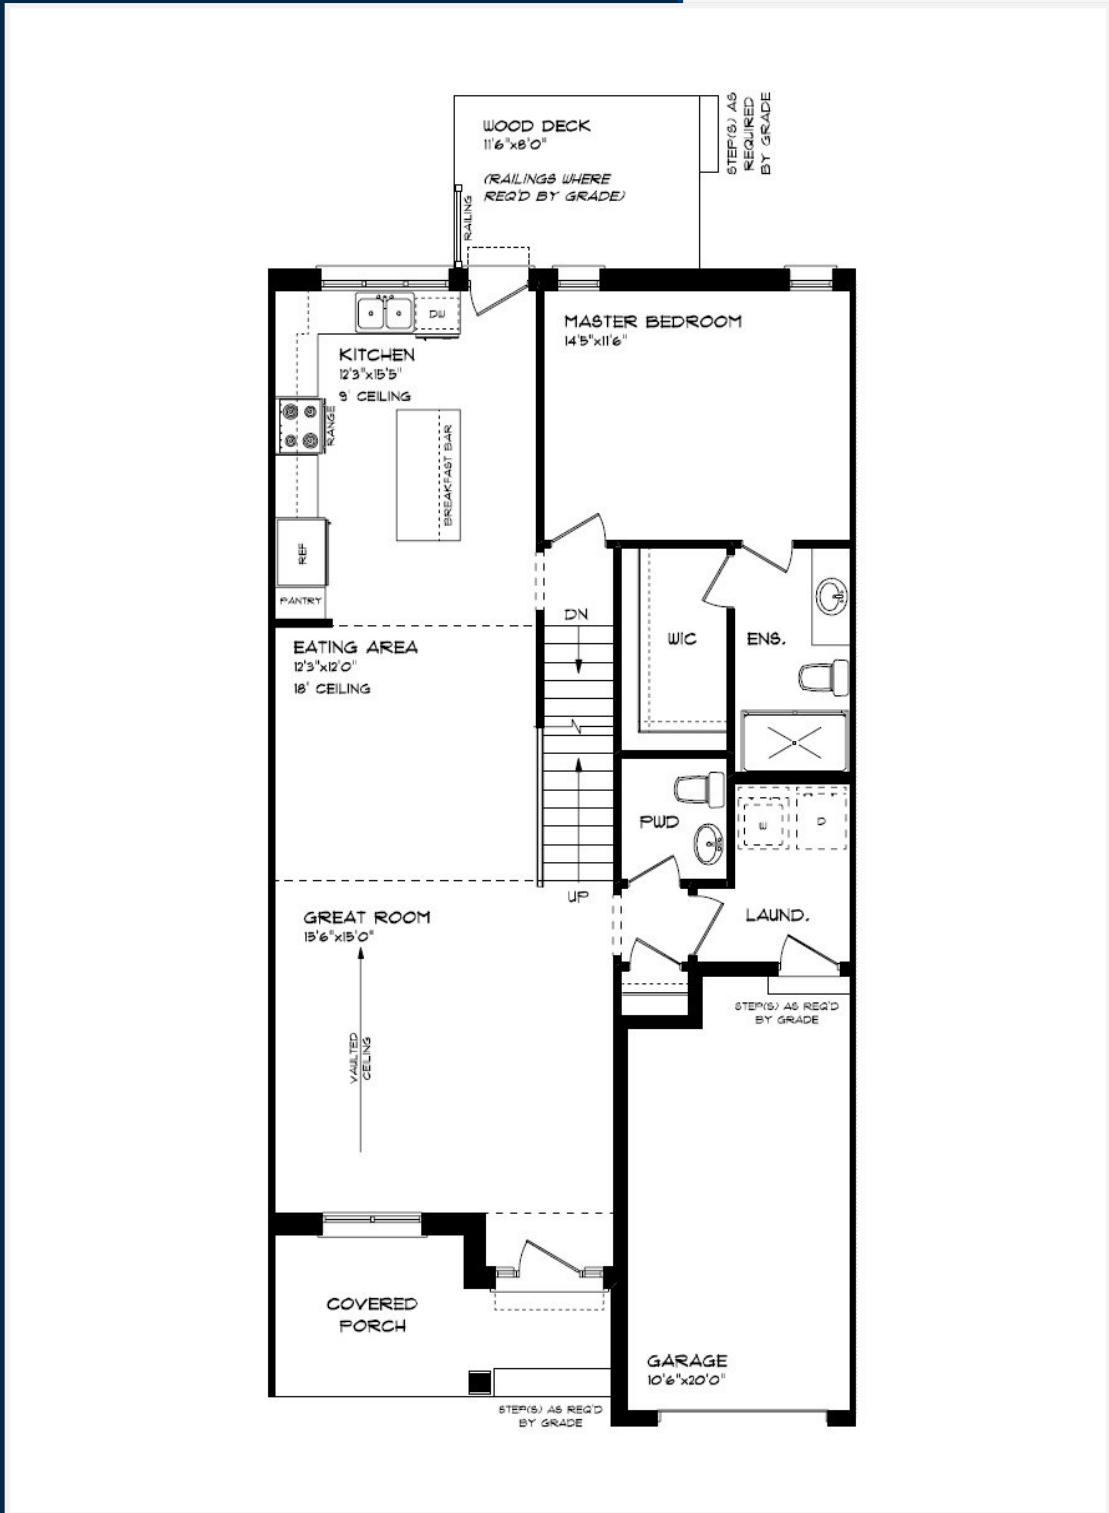 WOOD DECK
11'6"x8'0"
(RAILINGS WHERE
REQ'D BY GRADE)
STEP(S) AS
REQUIRED
BY GRADE
RAILING
DW
KITCHEN
12'3"x15'5"
9' CEILING
RANGE
BREAKFAST BAR
REF
PANTRY
MASTER BEDROOM
14'5"x11'6"
DN
WIC
ENS.
EATING AREA
12'3"x12'0"
18' CEILING
PWD
W
D
UP
LAUND.
GREAT ROOM
15'6"x15'0"
VAULTED
CEILING
STEP(S) AS REQ'D
BY GRADE
COVERED
PORCH
GARAGE
10'6"x20'0"
STEP(S) AS REQ'D
BY GRADE